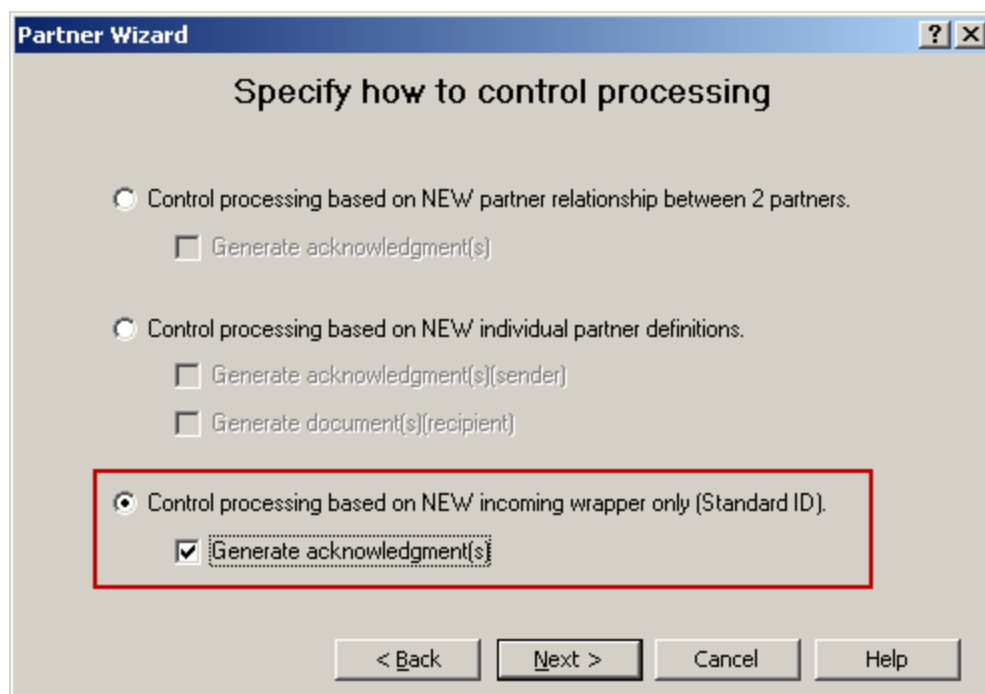 Partner Wizard
Specify how to control processing
Control processing based on NEW partner relationship between 2 partners.
Generate acknowledgment(s)
Control processing based on NEW individual partner definitions.
Generate acknowledgment(s)(sender)
Generate document(s)(recipient)
Control processing based on NEW incoming wrapper only (Standard ID).
Generate acknowledgment(s)
< Back Next > Cancel Help